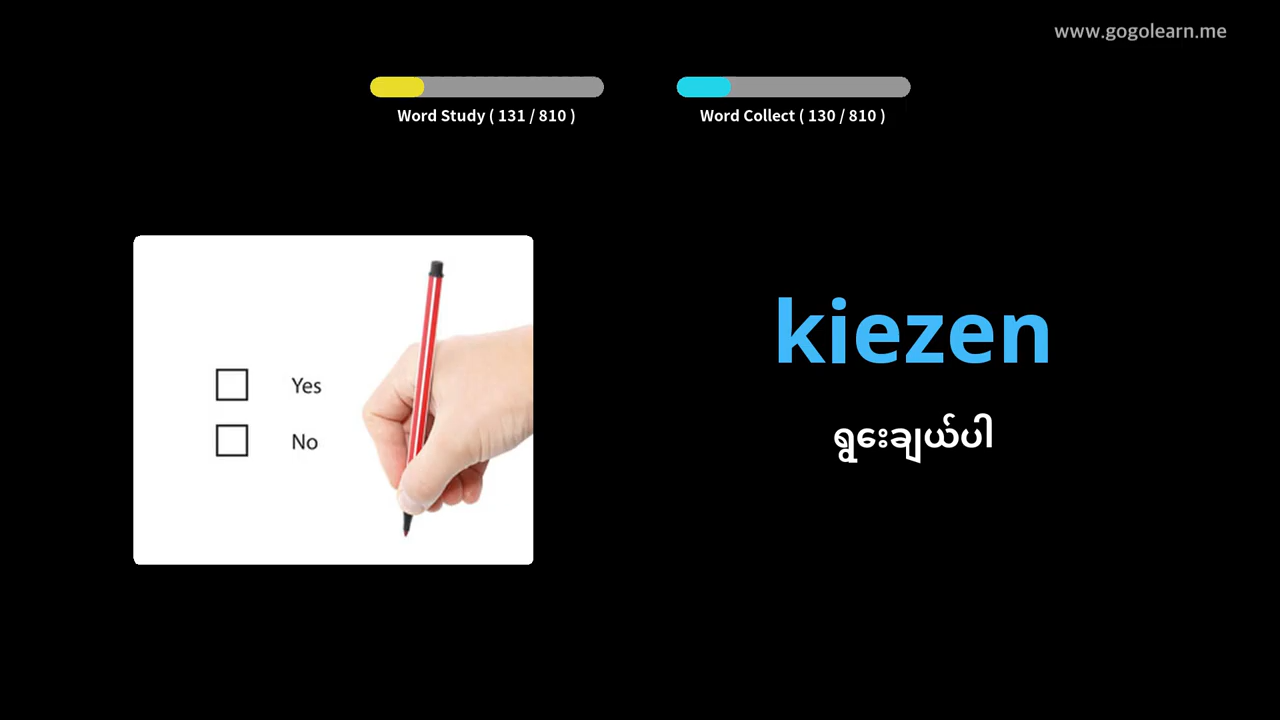 www.gogolearn.me
Word Study ( 131 / 810 )
Word Collect ( 130 / 810 )
Yes
No
kiezen
ရွေးချယ်ပါ